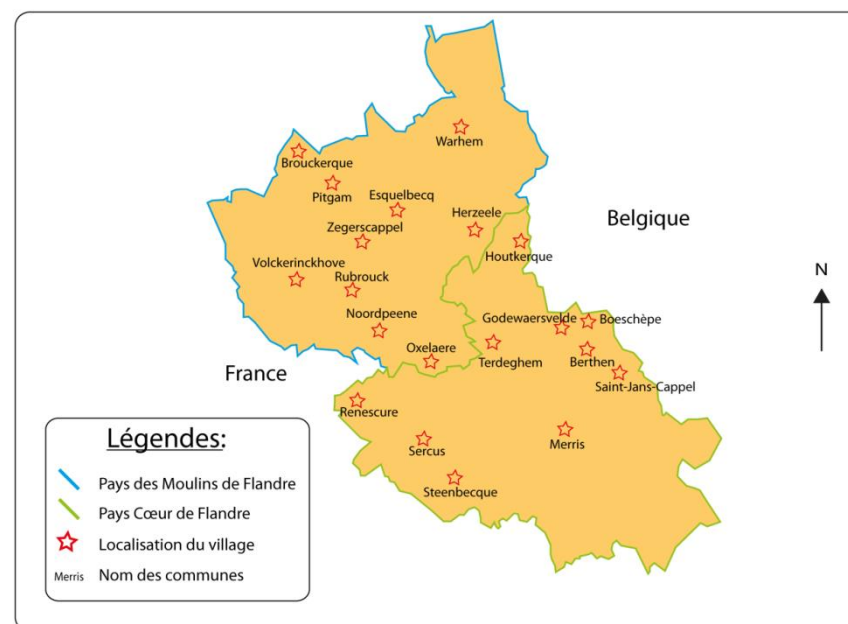 Warhem
Brouckerque
Pitgam
Esquelbecq
Herzeele
Belgique
Zegerscappel
Houtkerque
Volckerinckhove
Rubrouck
N
Noordpeene
Godewaersvelde
Boeschèpe
Oxelaere
Terdeghem
Berthen
France
Saint-Jans-Cappel
Renescure
Légendes:
Sercus
Merris
Pays des Moulins de Flandre
Steenbecque
Pays Cœur de Flandre
Localisation du village
Merris Nom des communes